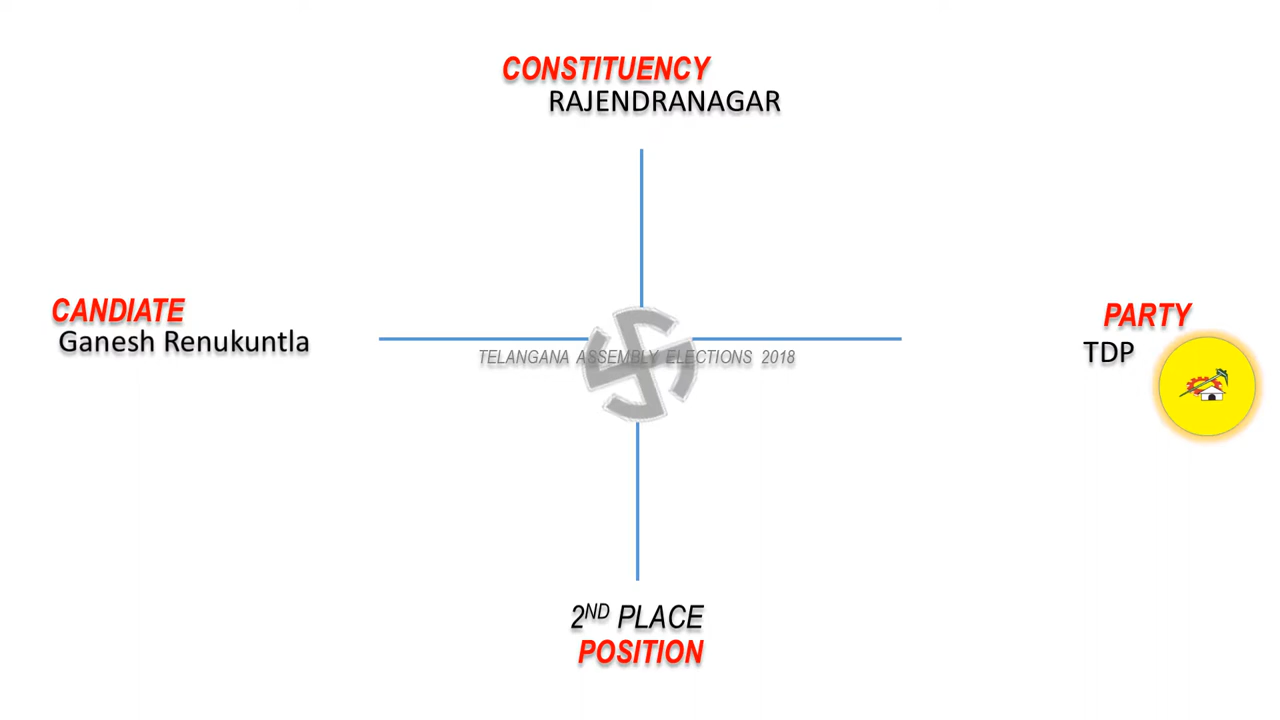 CONSTITUENCY
RAJENDRANAGAR
CANDIATE
Ganesh Renukuntla
TELANGANA ASSEMBLY ELECTIONS 2018
PARTY
TDP
2ND PLACE
POSITION